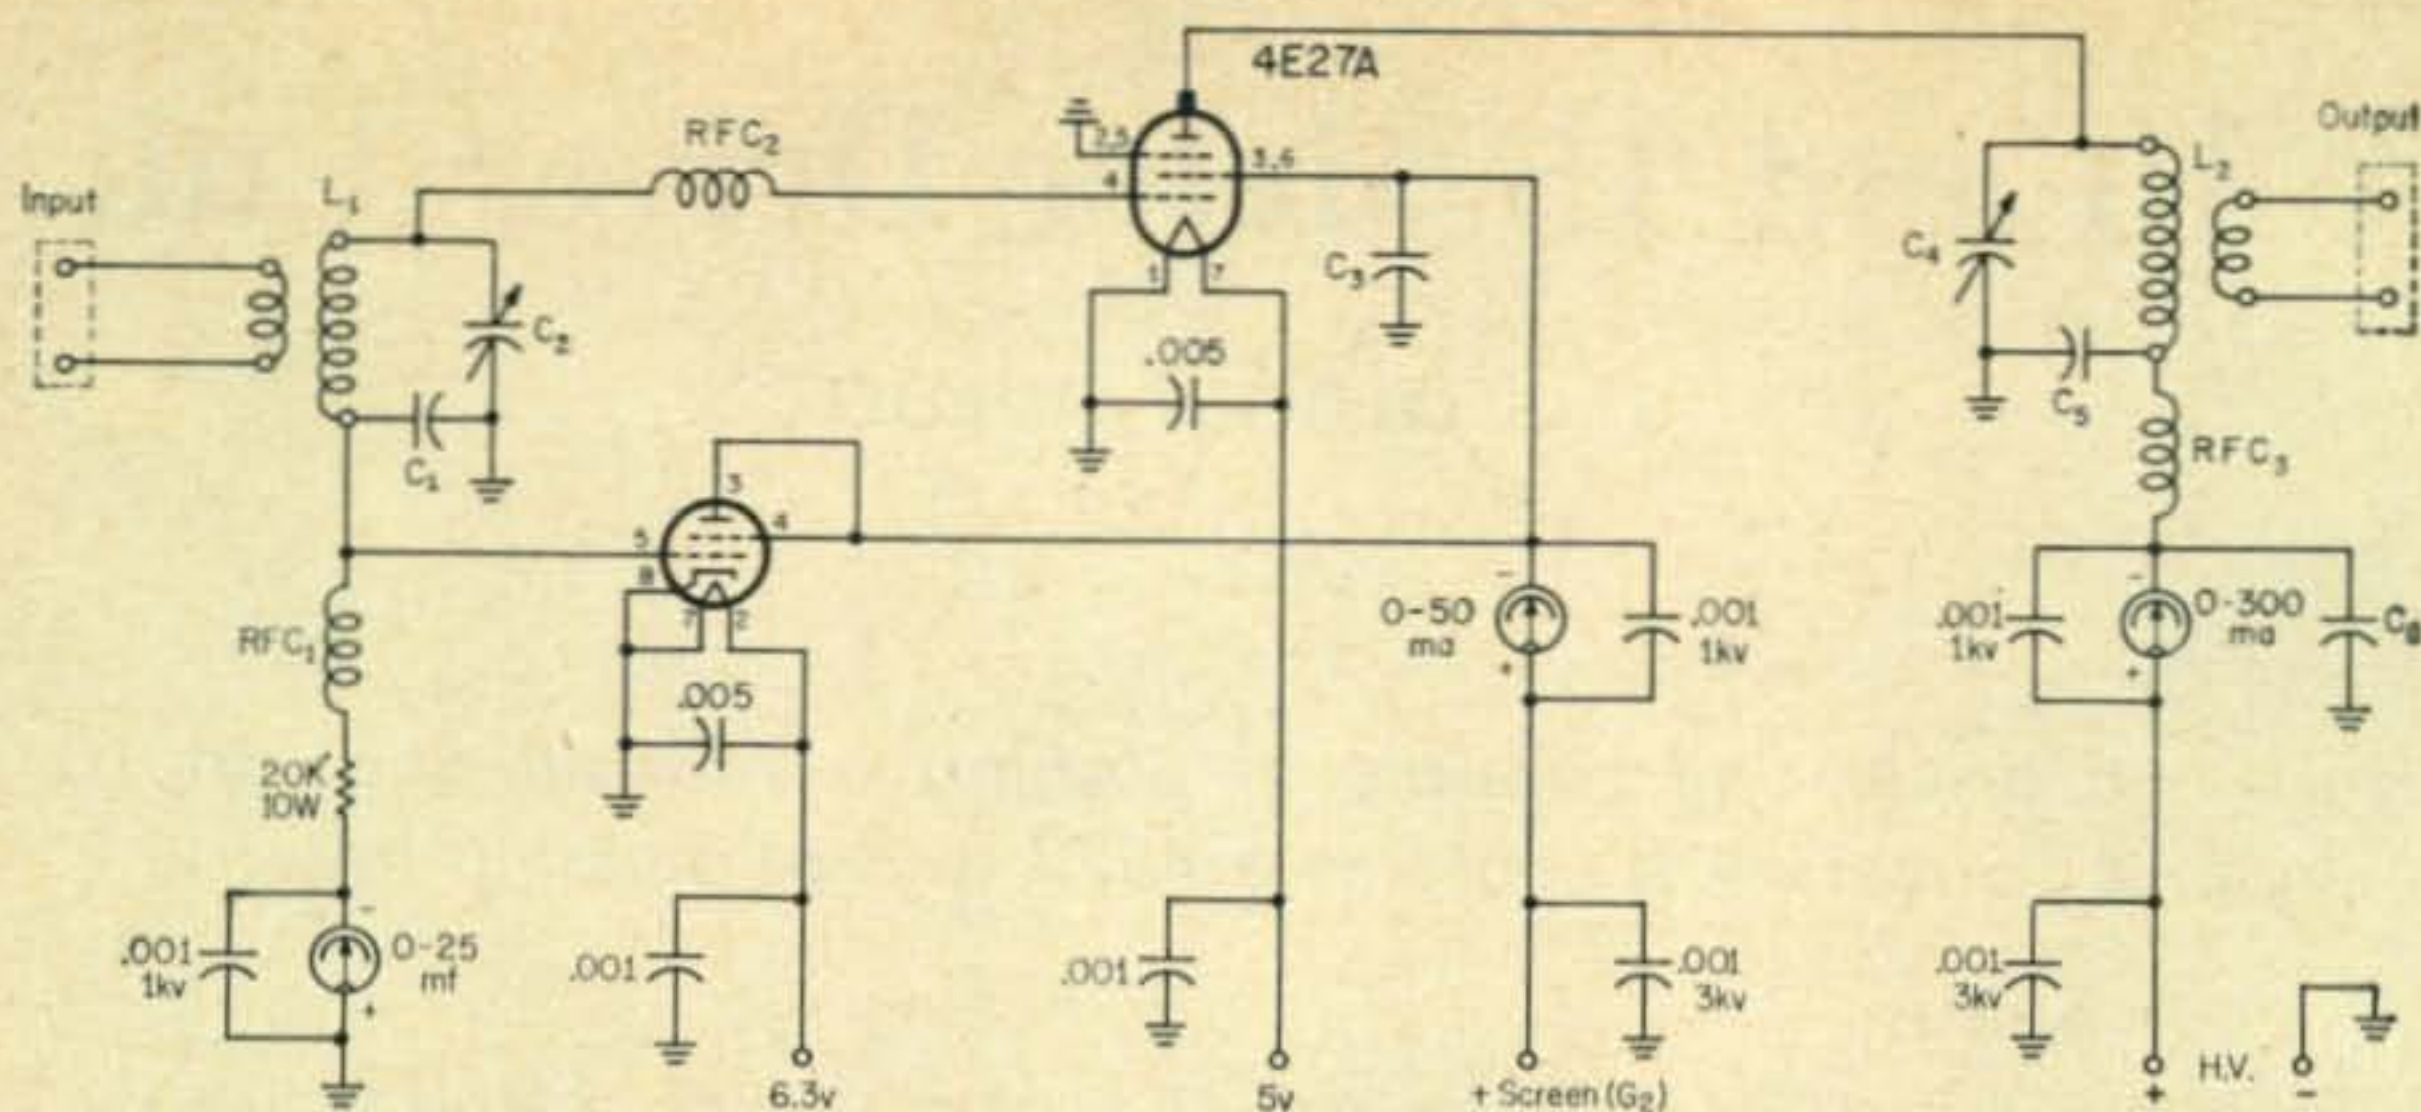 4E27A
RFC₂
Input
L₁
2,5
4
3,6
Output
L₂
C₂
C₁
1
7
C₃
.005
C₄
C₅
RFC₃
3
4
5
8
7
2
RFC₁
.005
20K
10W
0-50
ma
-
+
.001
1kv
.001
1kv
0-300
ma
-
+
.001
1kv
0-25
mf
-
+
.001
.001
.001
3kv
.001
3kv
6.3v
5v
+ Screen (G₂)
+
H.V.
-